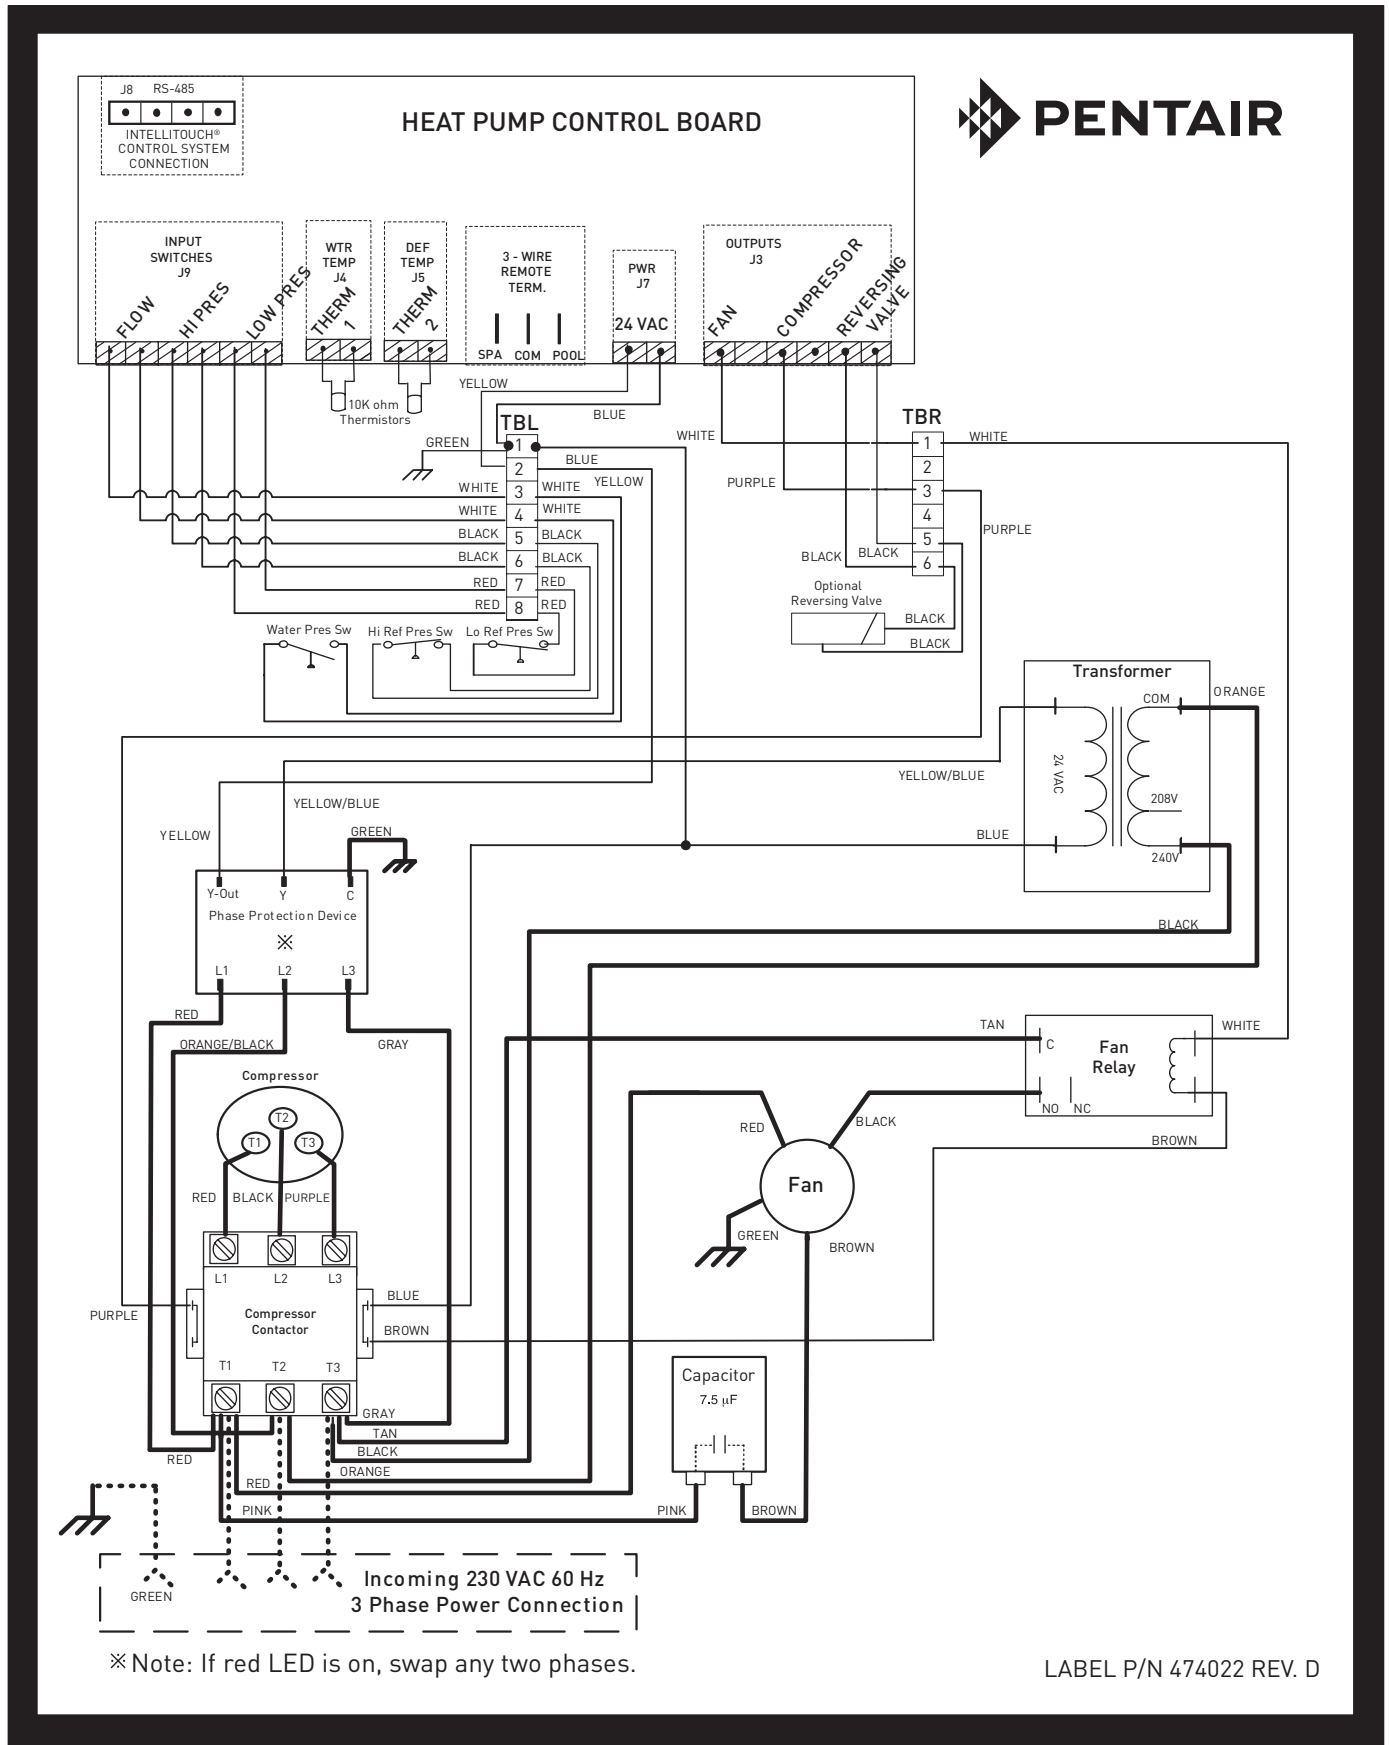 J8 RS-485
INTELLITOUCH®
CONTROL SYSTEM
CONNECTION
HEAT PUMP CONTROL BOARD
PENTAIR
INPUT
SWITCHES
J9
FLOW
HI PRES
LOW PRES
WTR
TEMP
J4
THERM
1
DEF
TEMP
J5
THERM
2
3 - WIRE
REMOTE
TERM.
SPA COM POOL
PWR
J7
24 VAC
OUTPUTS
J3
FAN
COMPRESSOR
REVERSING
VALVE
10K ohm
Thermistors
YELLOW
BLUE
TBL
GREEN
1
2
3
4
5
6
7
8
BLUE
YELLOW
WHITE WHITE
WHITE WHITE
BLACK BLACK
BLACK BLACK
RED RED
RED RED
TBR
WHITE
1
2
3
4
5
6
WHITE
PURPLE
PURPLE
BLACK
BLACK
Optional
Reversing Valve
BLACK
BLACK
Water Pres Sw
Hi Ref Pres Sw
Lo Ref Pres Sw
Transformer
COM
ORANGE
24 VAC
208V
240V
YELLOW/BLUE
YELLOW/BLUE
YELLOW
GREEN
BLUE
BLACK
Y-Out Y C
Phase Protection Device
※
L1 L2 L3
RED
ORANGE/BLACK
GRAY
TAN
C
Fan
Relay
NO NC
WHITE
BROWN
Compressor
T2
T1 T3
RED BLACK PURPLE
RED
BLACK
Fan
GREEN
BROWN
L1 L2 L3
Compressor
Contactor
PURPLE
BLUE
BROWN
T1 T2 T3
Capacitor
7.5 µF
GRAY
TAN
BLACK
RED
ORANGE
RED
PINK
PINK
BROWN
GREEN
Incoming 230 VAC 60 Hz
3 Phase Power Connection
※ Note: If red LED is on, swap any two phases.
LABEL P/N 474022 REV. D